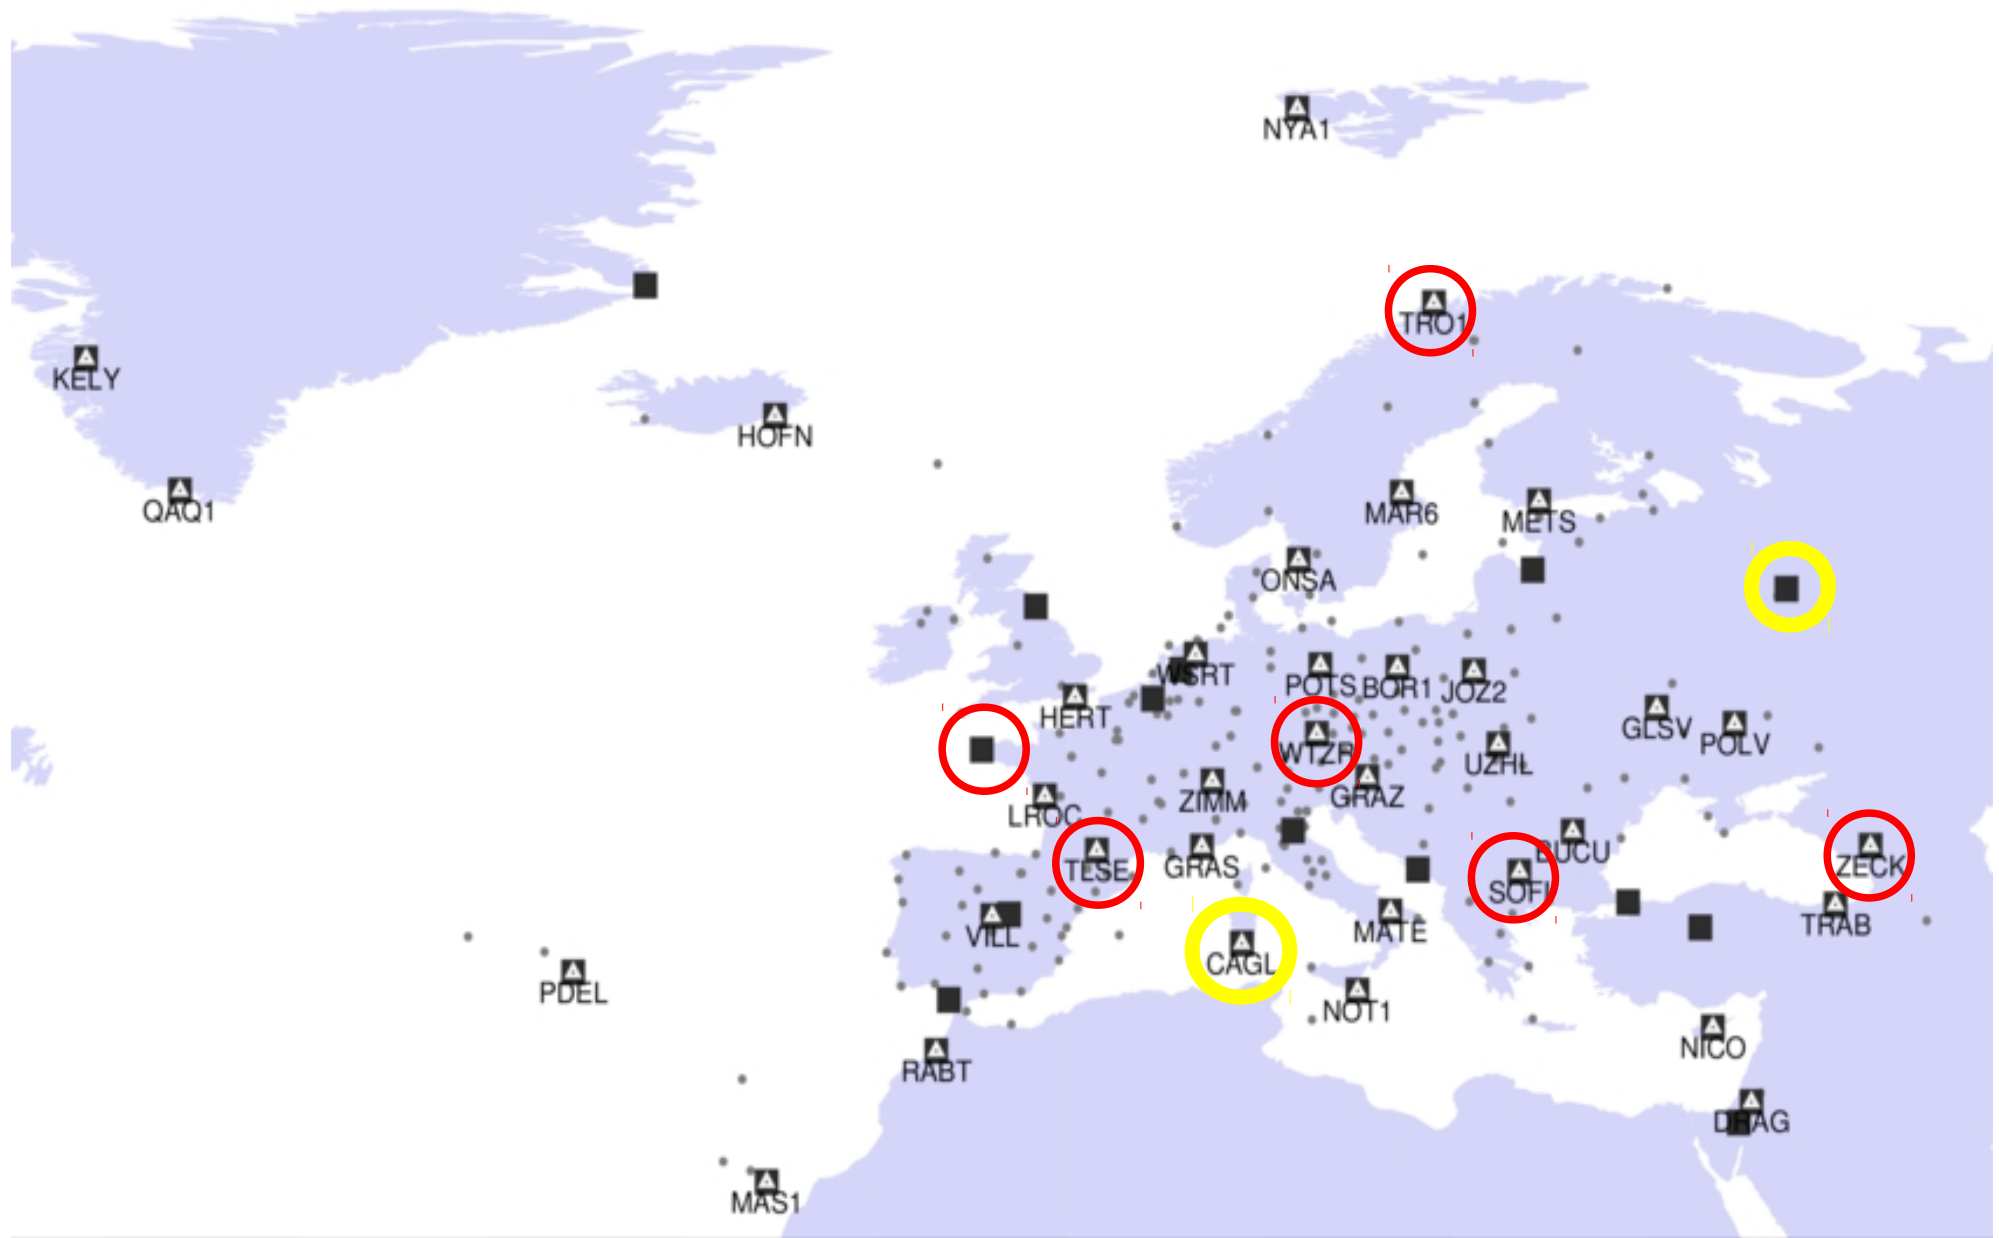 NYA1
TRO1
KELY
HOFN
QAQ1
MAR6
METS
ONSA
WSRT
POTS
BOR1
JOZ2
HERT
GLSV
POLV
WTZR
UZHL
ZIMM
GRAZ
LROC
TLSE
GRAS
BUCU
ZECK
SOFI
VILL
MATE
TRAB
CAGL
PDEL
NOT1
NICO
RABT
DRAG
MAS1